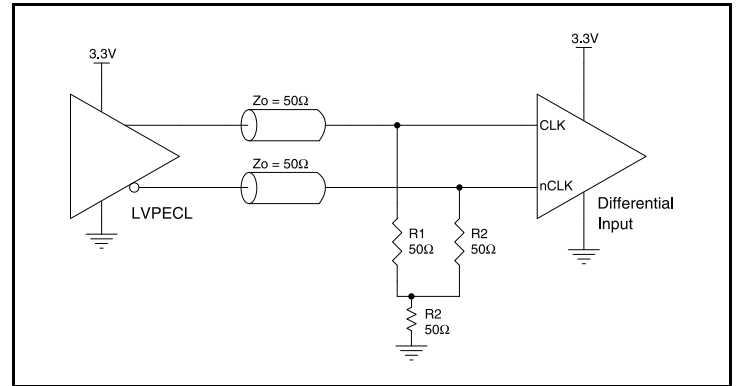 3.3V
3.3V
Zo = 50Ω
CLK
Zo = 50Ω
nCLK
LVPECL
Differential
Input
R1
50Ω
R2
50Ω
R2
50Ω